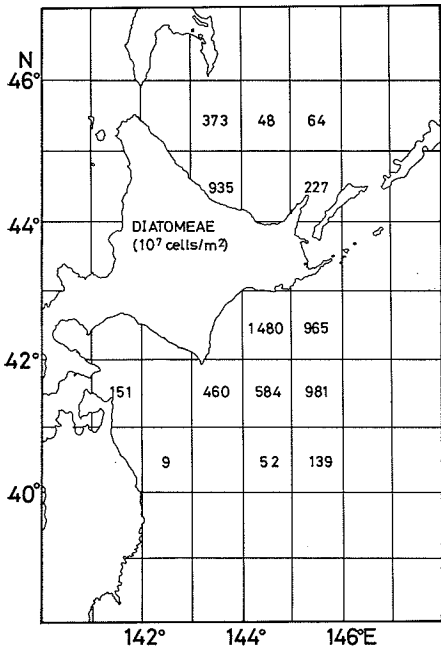 N
46°
373 48 64
935 227
44°
DIATOMEAE
(10⁷ cells/m²)
1480 965
42°
151 460 584 981
9 52 139
40°
142° 144° 146°E